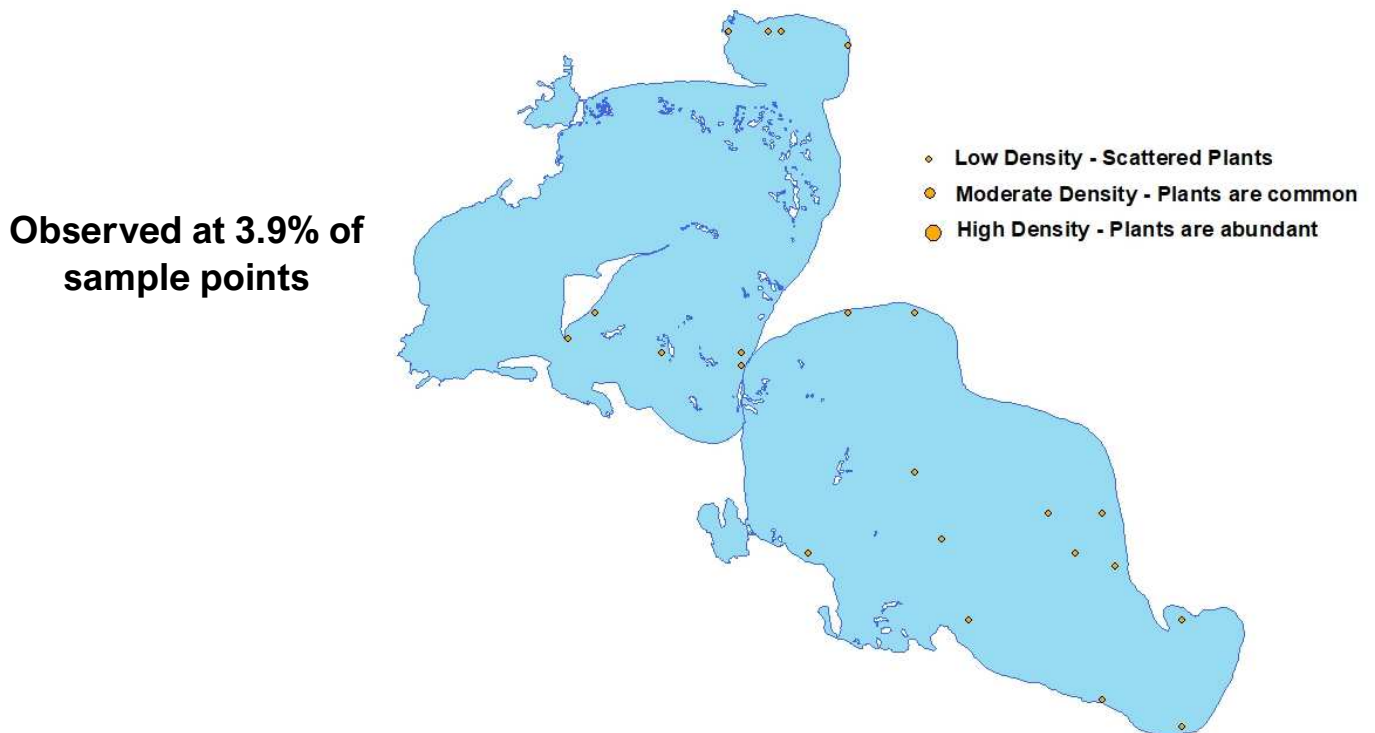 Observed at 3.9% of
sample points
Low Density - Scattered Plants
Moderate Density - Plants are common
High Density - Plants are abundant